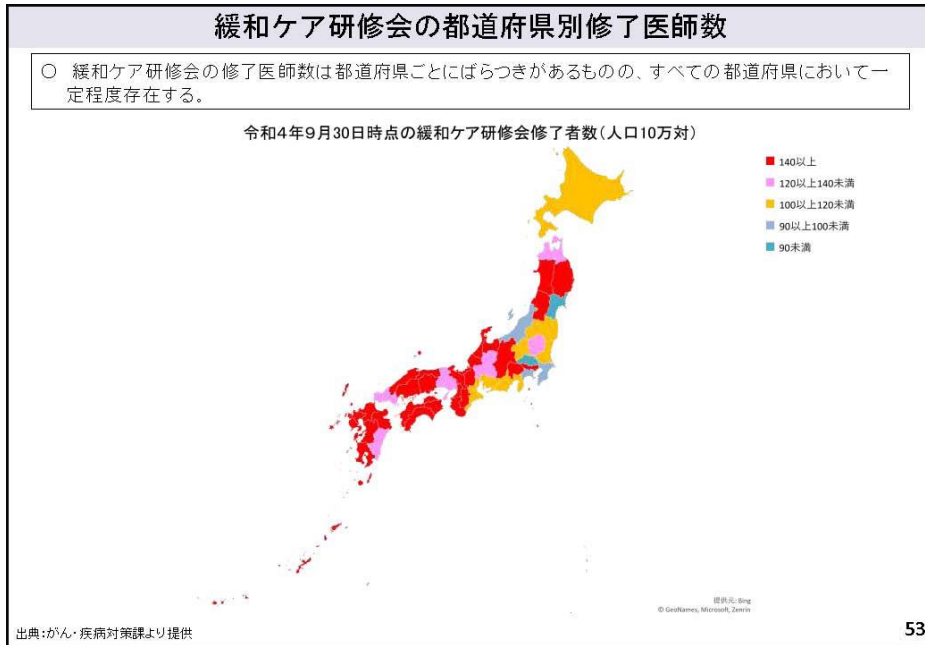 緩和ケア研修会の都道府県別修了医師数
○ 緩和ケア研修会の修了医師数は都道府県ごとにばらつきがあるものの、すべての都道府県において一
定程度存在する。
令和4年9月30日時点の緩和ケア研修会修了者数(人口10万対)
140以上
120以上140未満
100以上120未満
90以上100未満
90未満
提供元: Bing
© GeoNames, Microsoft, Zenrin
出典:がん・疾病対策課より提供
53